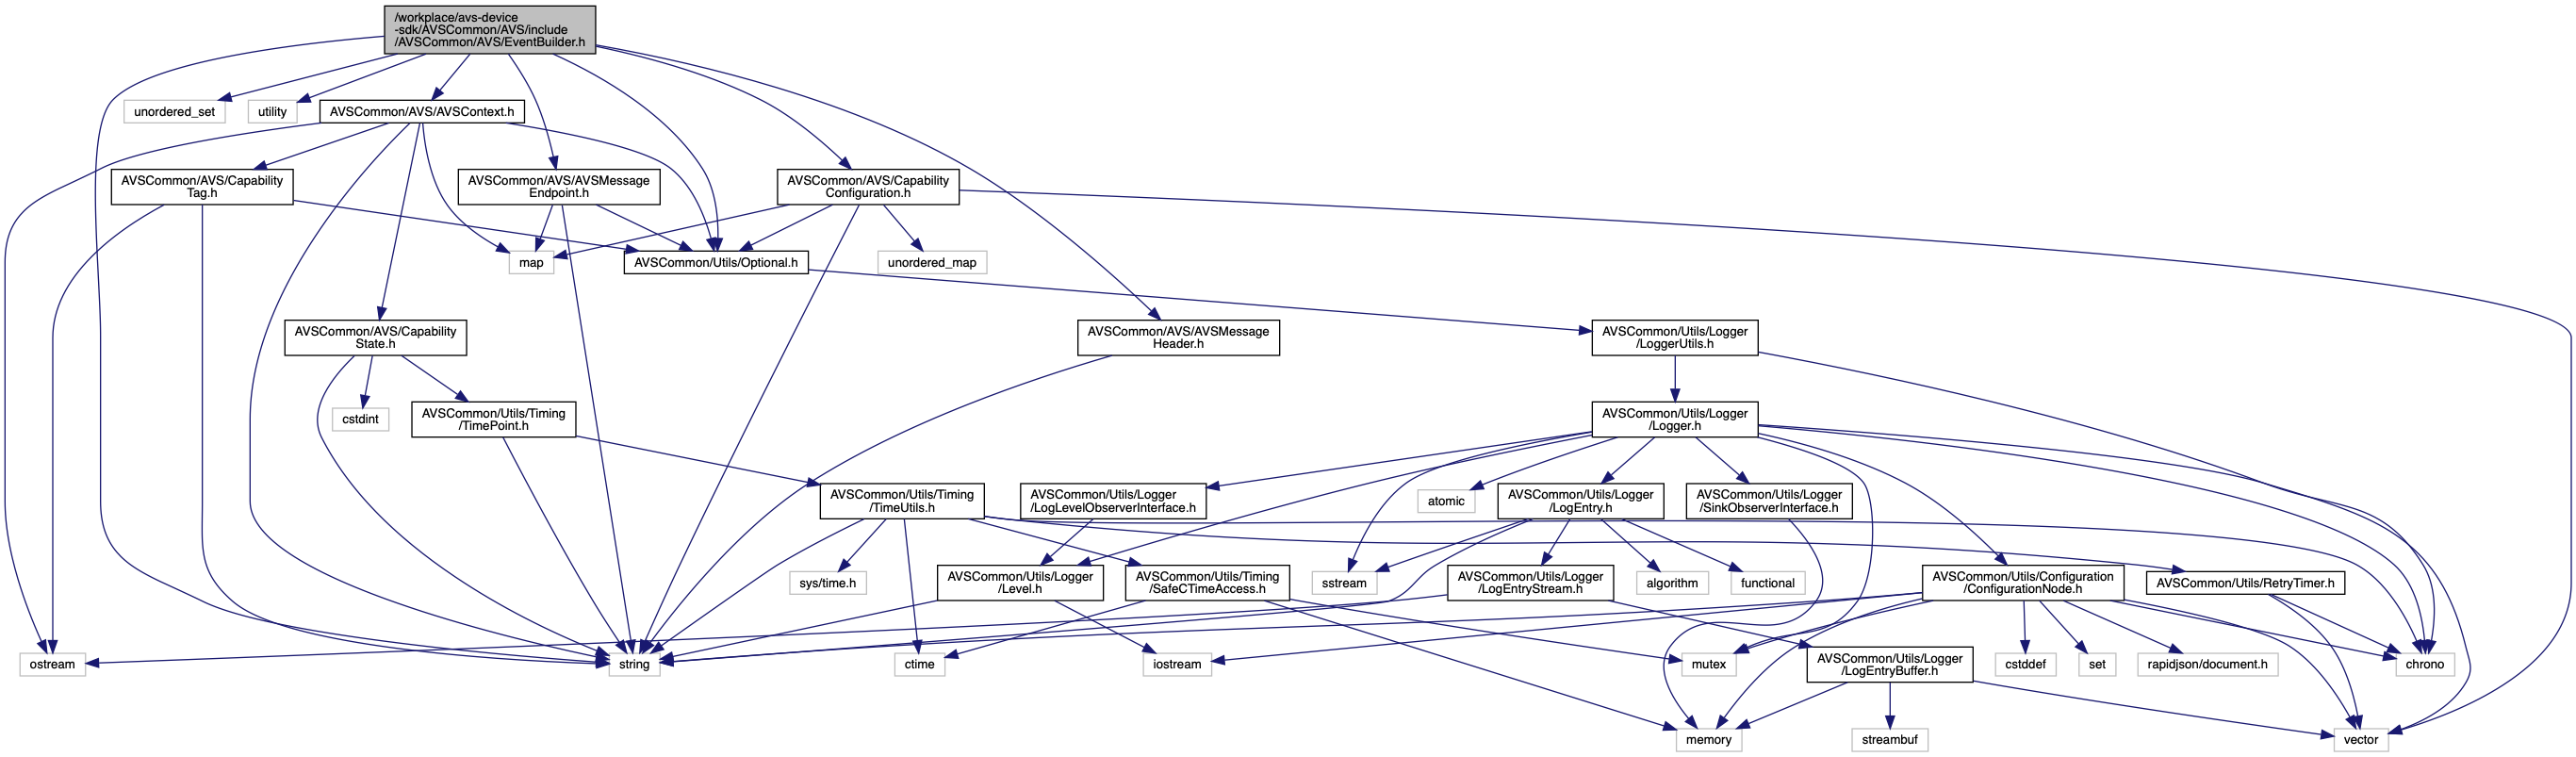 /workplace/avs-device
-sdk/AVSCommon/AVS/include
/AVSCommon/AVS/EventBuilder.h
unordered_set
utility
AVSCommon/AVS/AVSContext.h
AVSCommon/AVS/Capability
Tag.h
AVSCommon/AVS/AVSMessage
Endpoint.h
AVSCommon/AVS/Capability
Configuration.h
map
AVSCommon/Utils/Optional.h
unordered_map
AVSCommon/AVS/Capability
State.h
AVSCommon/AVS/AVSMessage
Header.h
AVSCommon/Utils/Logger
/LoggerUtils.h
cstdint
AVSCommon/Utils/Timing
/TimePoint.h
AVSCommon/Utils/Logger
/Logger.h
AVSCommon/Utils/Timing
/TimeUtils.h
AVSCommon/Utils/Logger
/LogLevelObserverInterface.h
atomic
AVSCommon/Utils/Logger
/LogEntry.h
AVSCommon/Utils/Logger
/SinkObserverInterface.h
sys/time.h
AVSCommon/Utils/Logger
/Level.h
AVSCommon/Utils/Timing
/SafeCTimeAccess.h
sstream
AVSCommon/Utils/Logger
/LogEntryStream.h
algorithm
functional
AVSCommon/Utils/Configuration
/ConfigurationNode.h
AVSCommon/Utils/RetryTimer.h
ostream
string
ctime
iostream
mutex
AVSCommon/Utils/Logger
/LogEntryBuffer.h
cstddef
set
rapidjson/document.h
chrono
memory
streambuf
vector